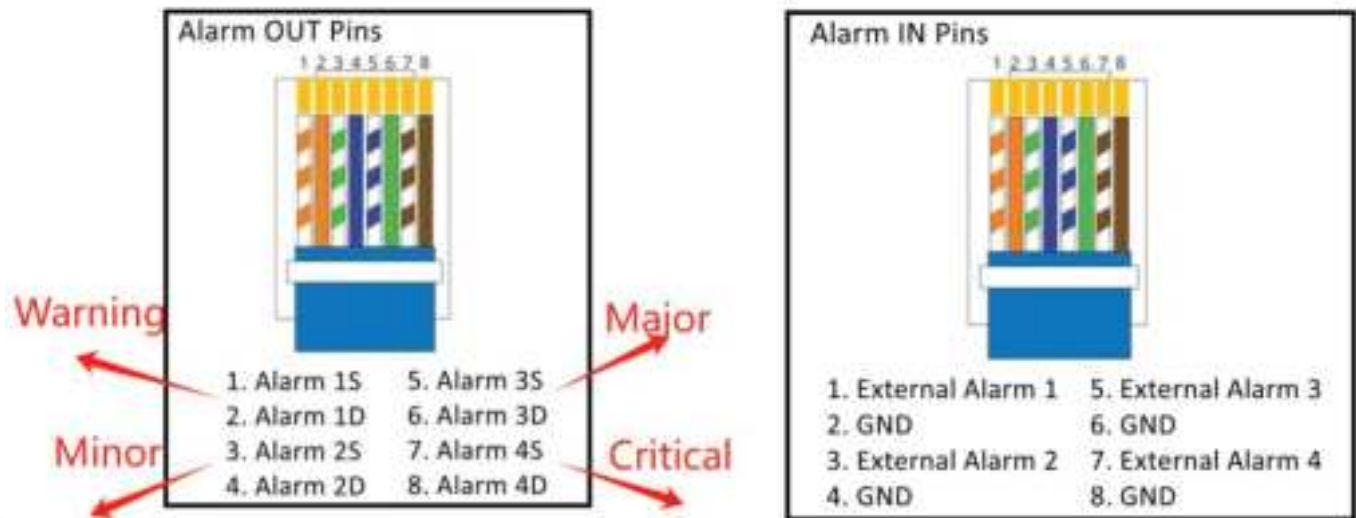 Alarm OUT Pins
1 2 3 4 5 6 7 8
Warning
Major
1. Alarm 1S 5. Alarm 3S
2. Alarm 1D 6. Alarm 3D
Minor
3. Alarm 2S 7. Alarm 4S
Critical
4. Alarm 2D 8. Alarm 4D
Alarm IN Pins
1 2 3 4 5 6 7 8
1. External Alarm 1 5. External Alarm 3
2. GND 6. GND
3. External Alarm 2 7. External Alarm 4
4. GND 8. GND